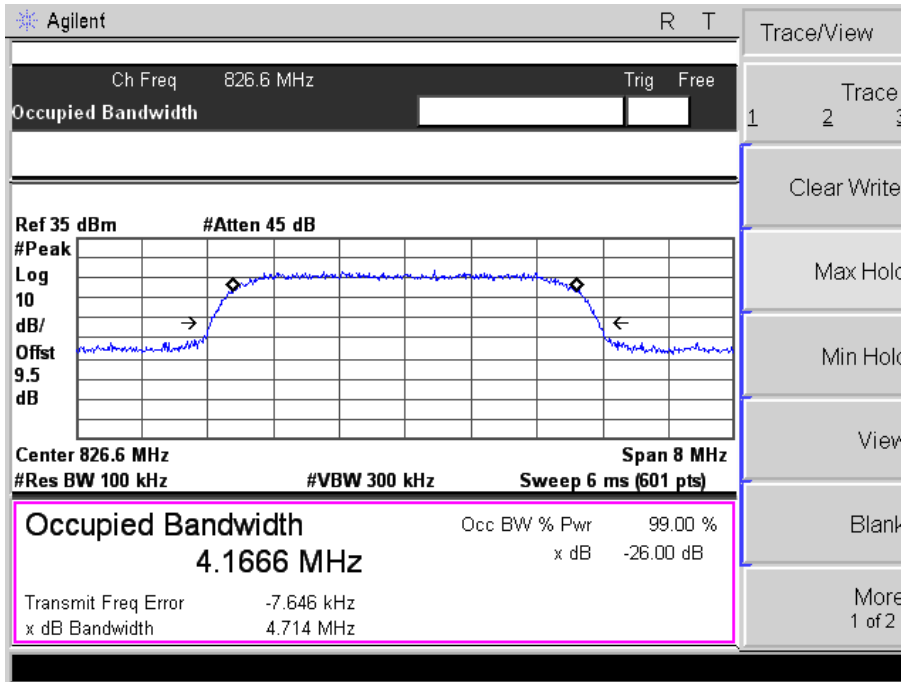 Agilent R T
Ch Freq 826.6 MHz Trig Free
Occupied Bandwidth
Ref 35 dBm #Atten 45 dB
#Peak
Log
10
dB/
Offst
9.5
dB
Center 826.6 MHz Span 8 MHz
#Res BW 100 kHz #VBW 300 kHz Sweep 6 ms (601 pts)
Occupied Bandwidth Occ BW % Pwr 99.00 %
4.1666 MHz x dB -26.00 dB
Transmit Freq Error -7.646 kHz
x dB Bandwidth 4.714 MHz
Trace/View
Trace
1 2 3
Clear Write
Max Hold
Min Hold
View
Blank
More
1 of 2